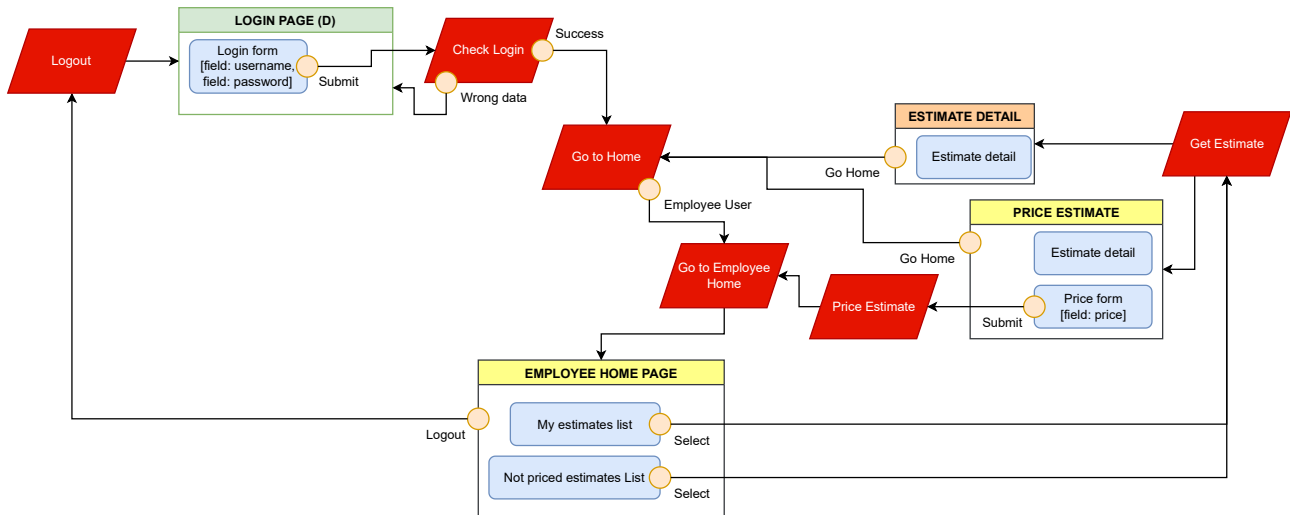 LOGIN PAGE (D)
Logout
Login form
[field: username,
field: password]
Submit
Check Login
Success
Wrong data
Go to Home
Employee User
ESTIMATE DETAIL
Estimate detail
Go Home
Get Estimate
PRICE ESTIMATE
Estimate detail
Go Home
Price form
[field: price]
Submit
Price Estimate
Go to Employee
Home
EMPLOYEE HOME PAGE
My estimates list
Select
Logout
Not priced estimates List
Select